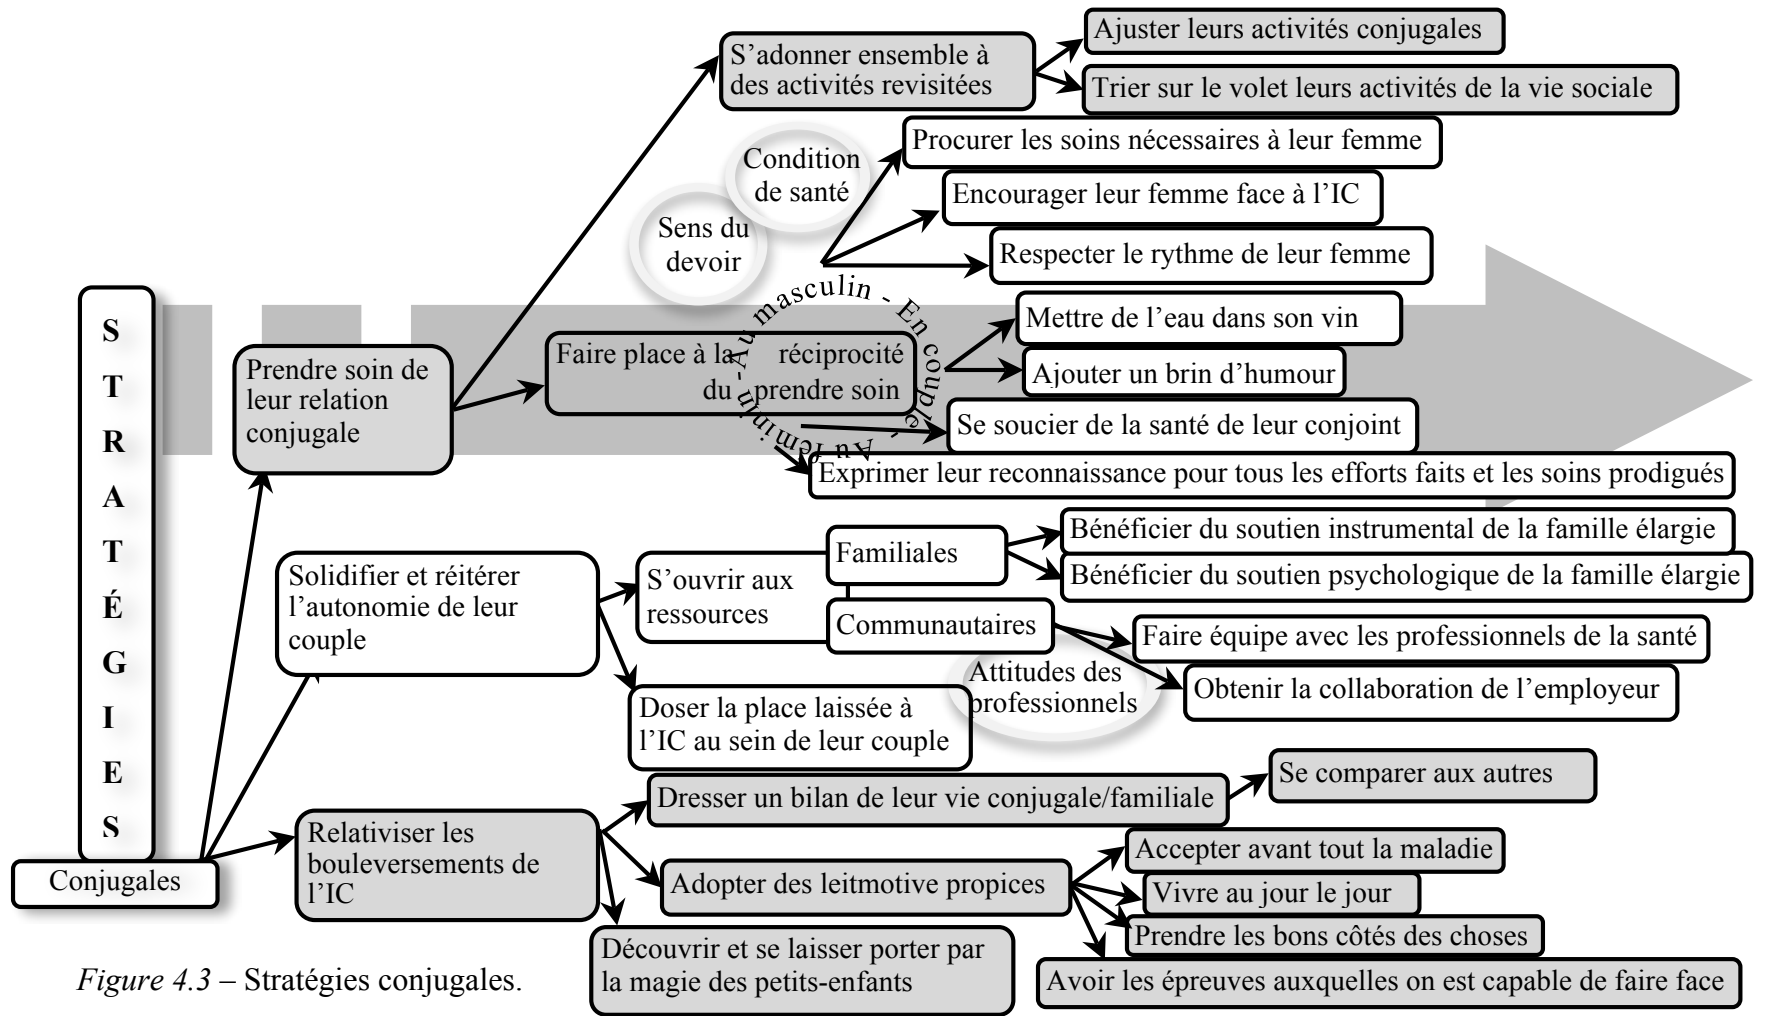 S
T
R
A
T
É
G
I
E
S
Conjugales
Prendre soin de
leur relation
conjugale
S’adonner ensemble à
des activités revisitées
Ajuster leurs activités conjugales
Trier sur le volet leurs activités de la vie sociale
Condition
de santé
Sens du
devoir
Procurer les soins nécessaires à leur femme
Encourager leur femme face à l’IC
Respecter le rythme de leur femme
Au masculin - En couple - Au féminin -
Faire place à la réciprocité
du prendre soin
Mettre de l’eau dans son vin
Ajouter un brin d’humour
Se soucier de la santé de leur conjoint
Exprimer leur reconnaissance pour tous les efforts faits et les soins prodigués
Solidifier et réitérer
l’autonomie de leur
couple
S’ouvrir aux
ressources
Familiales
Bénéficier du soutien instrumental de la famille élargie
Bénéficier du soutien psychologique de la famille élargie
Communautaires
Faire équipe avec les professionnels de la santé
Obtenir la collaboration de l’employeur
Attitudes des
professionnels
Doser la place laissée à
l’IC au sein de leur couple
Relativiser les
bouleversements de
l’IC
Dresser un bilan de leur vie conjugale/familiale
Se comparer aux autres
Adopter des leitmotive propices
Accepter avant tout la maladie
Vivre au jour le jour
Prendre les bons côtés des choses
Avoir les épreuves auxquelles on est capable de faire face
Découvrir et se laisser porter par
la magie des petits-enfants
Figure 4.3 – Stratégies conjugales.